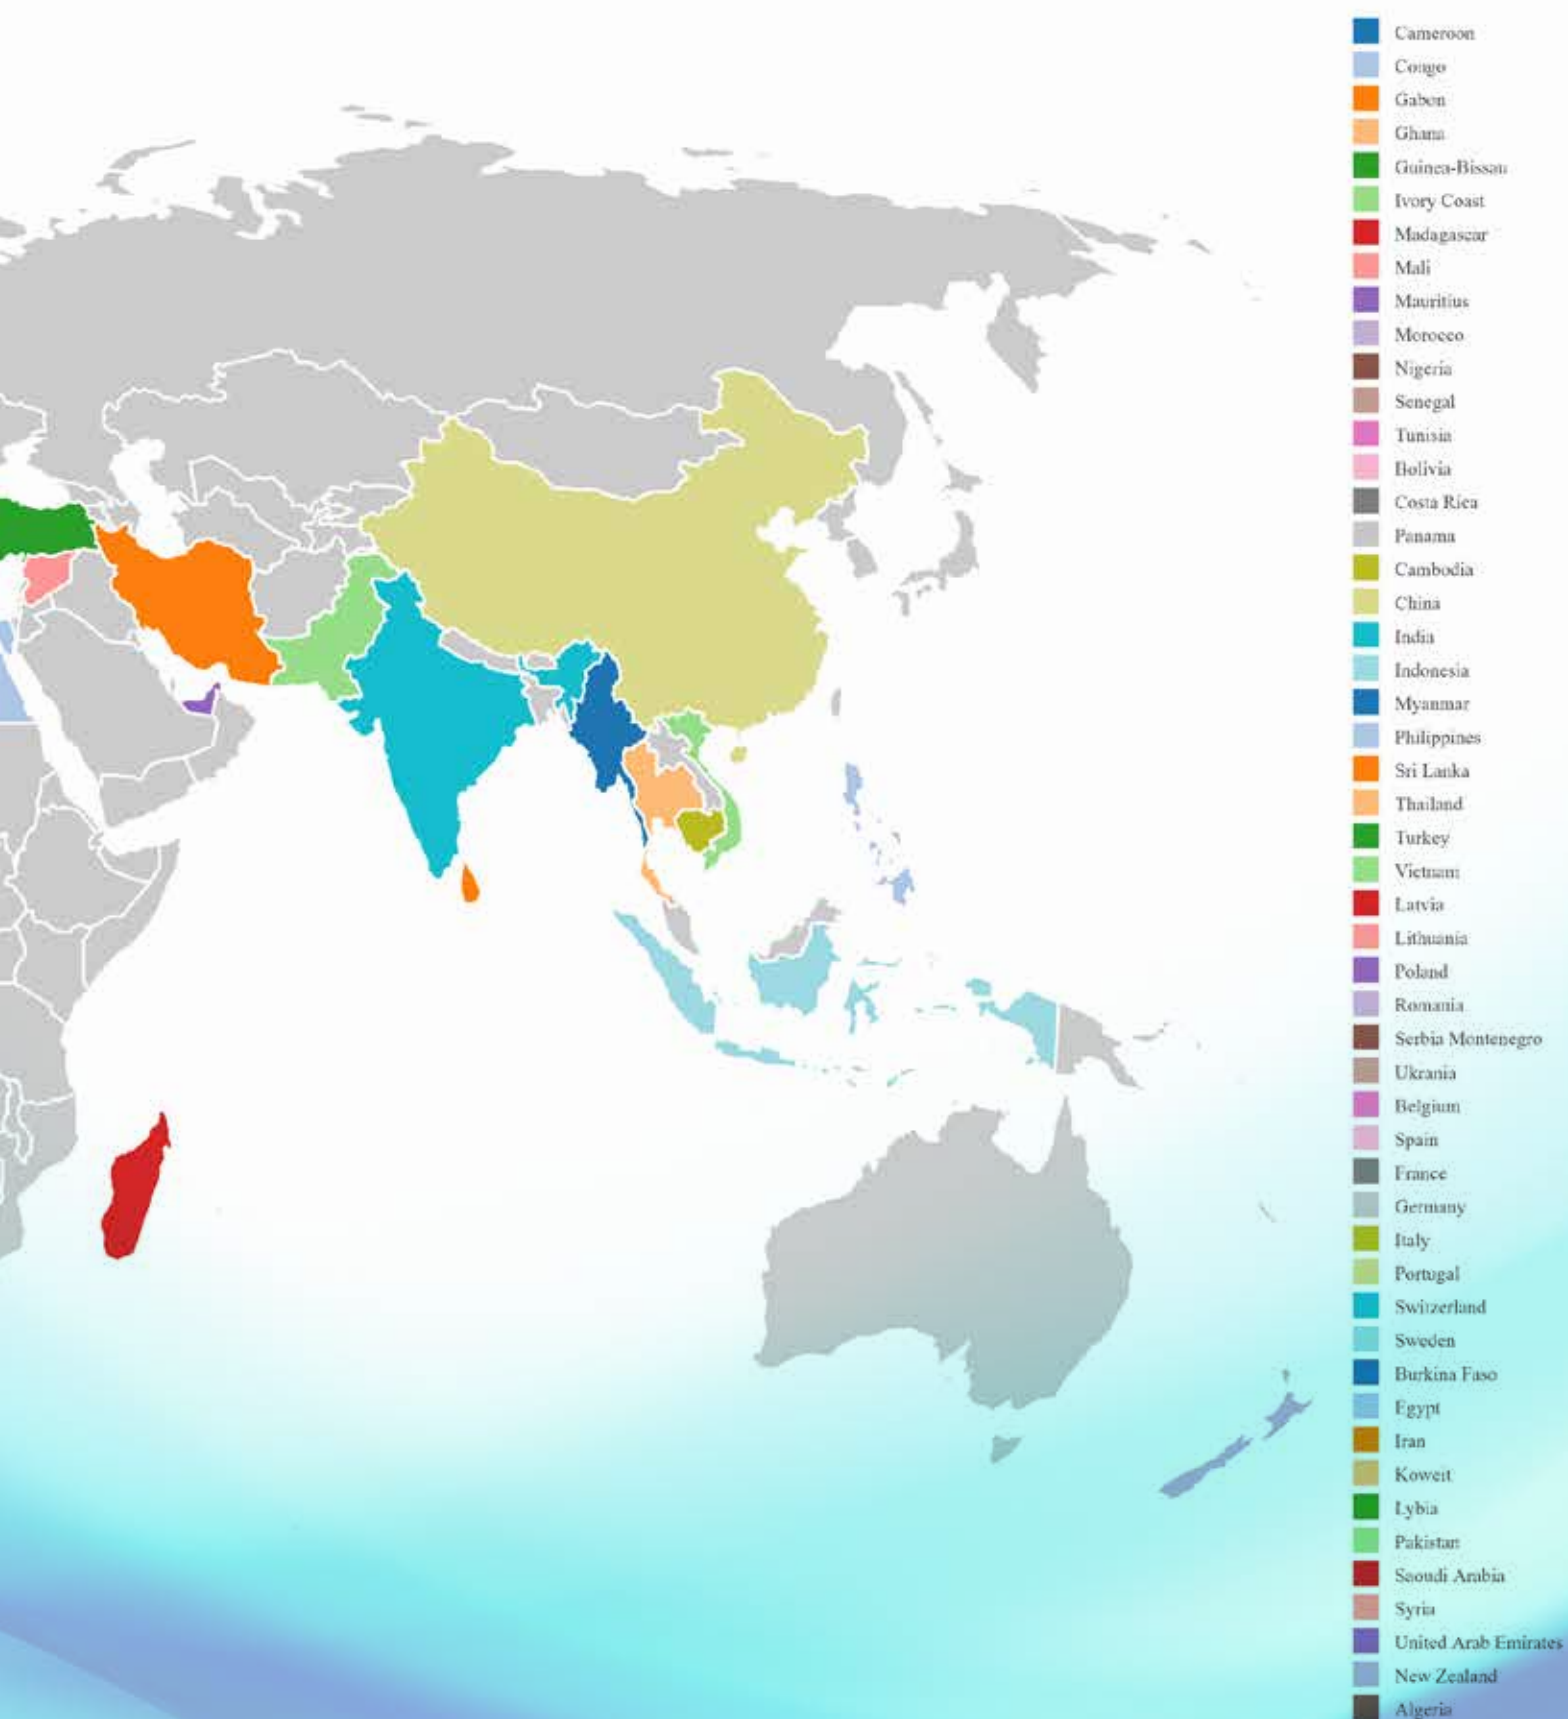 Cameroon
Congo
Gabon
Ghana
Guinea-Bissau
Ivory Coast
Madagascar
Mali
Mauritius
Morocco
Nigeria
Senegal
Tunisia
Bolivia
Costa Rica
Panama
Cambodia
China
India
Indonesia
Myanmar
Philippines
Sri Lanka
Thailand
Turkey
Vietnam
Latvia
Lithuania
Poland
Romania
Serbia Montenegro
Ukrania
Belgium
Spain
France
Germany
Italy
Portugal
Switzerland
Sweden
Burkina Faso
Egypt
Iran
Koweit
Lybia
Pakistan
Saoudi Arabia
Syria
United Arab Emirates
New Zealand
Algeria